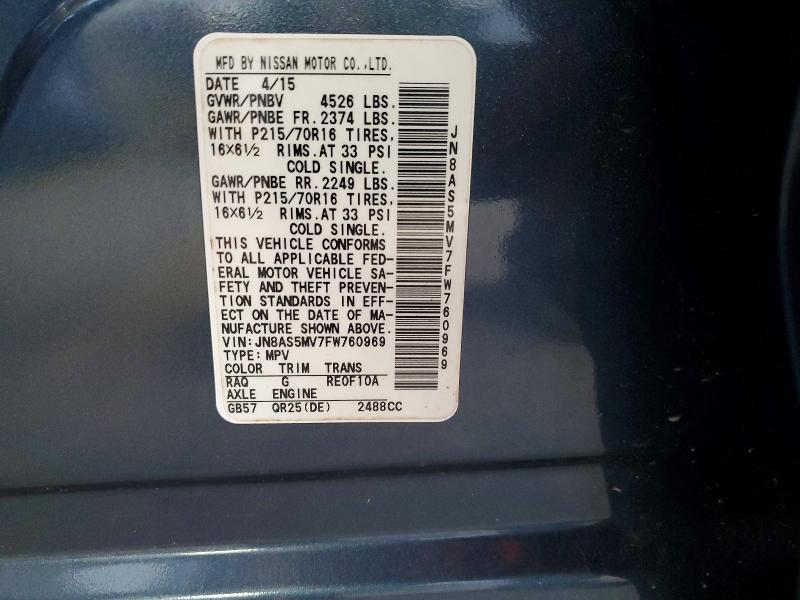 MFD BY NISSAN MOTOR CO.,LTD.
DATE 4/15
GVWR/PNBV 4526 LBS.
GAWR/PNBE FR.2374 LBS.
WITH P215/70R16 TIRES,
16X6½ RIMS.AT 33 PSI
COLD SINGLE.
GAWR/PNBE RR.2249 LBS.
WITH P215/70R16 TIRES,
16X6½ RIMS.AT 33 PSI
COLD SINGLE.
THIS VEHICLE CONFORMS
TO ALL APPLICABLE FED-
ERAL MOTOR VEHICLE SA-
FETY AND THEFT PREVEN-
TION STANDARDS IN EFF-
ECT ON THE DATE OF MA-
NUFACTURE SHOWN ABOVE.
VIN:JN8AS5MV7FW760969
TYPE:MPV
COLOR TRIM TRANS
RAQ G RE0F10A
AXLE ENGINE
GB57 QR25(DE) 2488CC
JN8AS5MV7FW760969